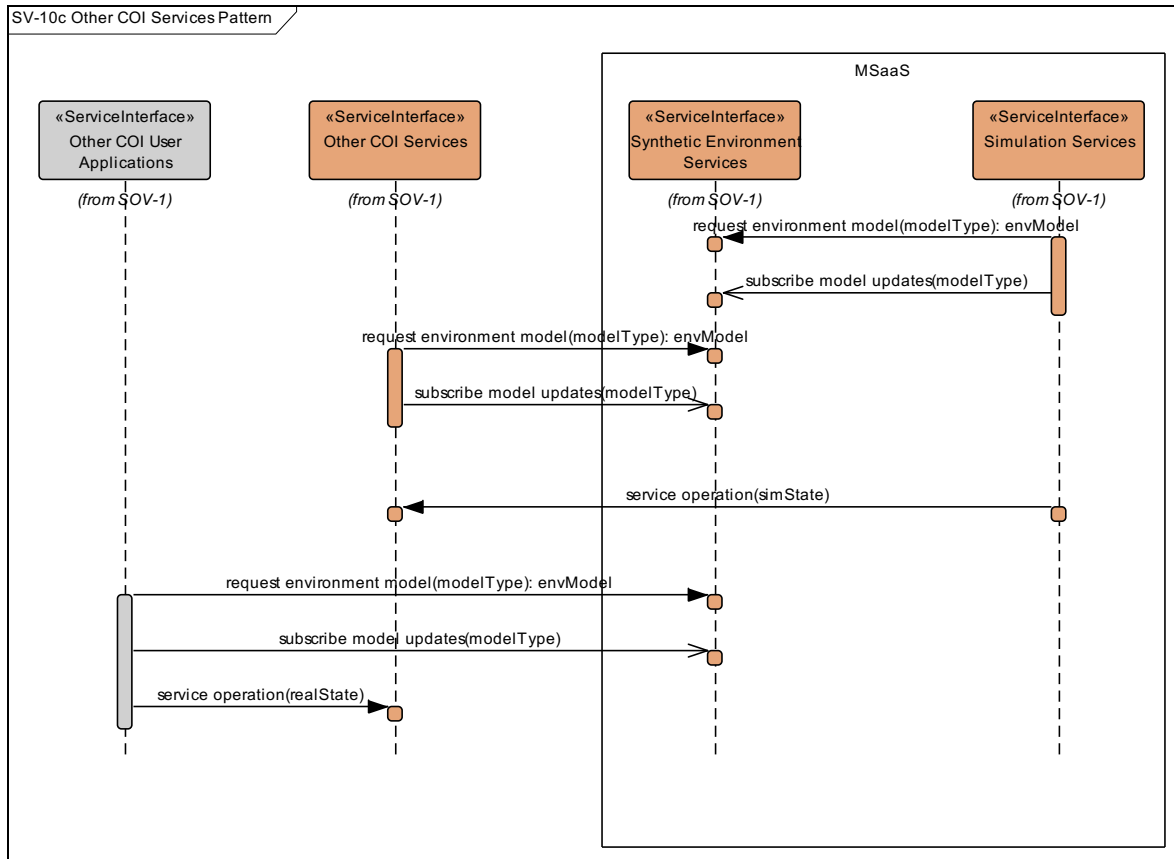 SV-10c Other COI Services Pattern
MSaaS
«ServiceInterface»
Other COI User
Applications
(from SOV-1)
«ServiceInterface»
Other COI Services
(from SOV-1)
«ServiceInterface»
Synthetic Environment
Services
(from SOV-1)
«ServiceInterface»
Simulation Services
(from SOV-1)
request environment model(modelType): envModel
subscribe model updates(modelType)
request environment model(modelType): envModel
subscribe model updates(modelType)
service operation(simState)
request environment model(modelType): envModel
subscribe model updates(modelType)
service operation(realState)